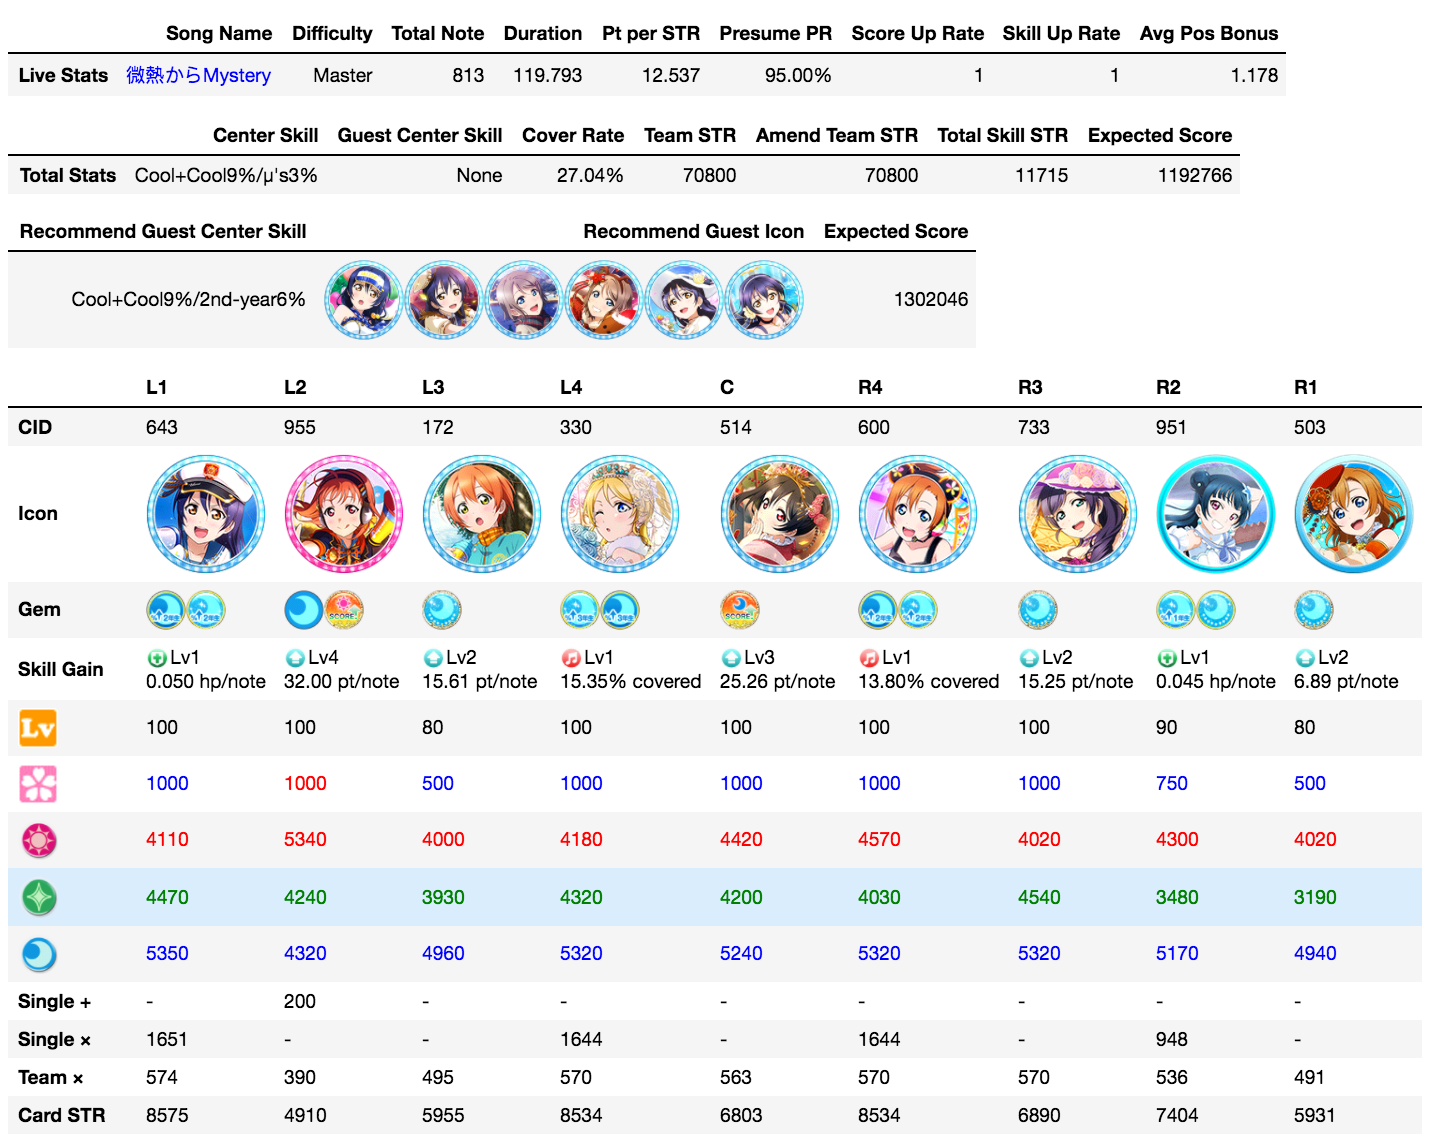 Song Name Difficulty Total Note Duration Pt per STR Presume PR Score Up Rate Skill Up Rate Avg Pos Bonus
Live Stats 微熱からMystery Master 813 119.793 12.537 95.00% 1 1 1.178
Center Skill Guest Center Skill Cover Rate Team STR Amend Team STR Total Skill STR Expected Score
Total Stats Cool+Cool9%/μ's3% None 27.04% 70800 70800 11715 1192766
Recommend Guest Center Skill Recommend Guest Icon Expected Score
Cool+Cool9%/2nd-year6% 1302046
L1 L2 L3 L4 C R4 R3 R2 R1
CID 643 955 172 330 514 600 733 951 503
Icon
Gem 2年生 2年生 SCORE! 3年生 3年生 SCORE! 2年生 2年生 1年生
Lv1 Lv4 Lv2 Lv1 Lv3 Lv1 Lv2 Lv1 Lv2
Skill Gain
0.050 hp/note 32.00 pt/note 15.61 pt/note 15.35% covered 25.26 pt/note 13.80% covered 15.25 pt/note 0.045 hp/note 6.89 pt/note
Lv 100 100 80 100 100 100 100 90 80
1000 1000 500 1000 1000 1000 1000 750 500
4110 5340 4000 4180 4420 4570 4020 4300 4020
4470 4240 3930 4320 4200 4030 4540 3480 3190
5350 4320 4960 5320 5240 5320 5320 5170 4940
Single + - 200 - - - - - - -
Single × 1651 - - 1644 - 1644 - 948 -
Team × 574 390 495 570 563 570 570 536 491
Card STR 8575 4910 5955 8534 6803 8534 6890 7404 5931